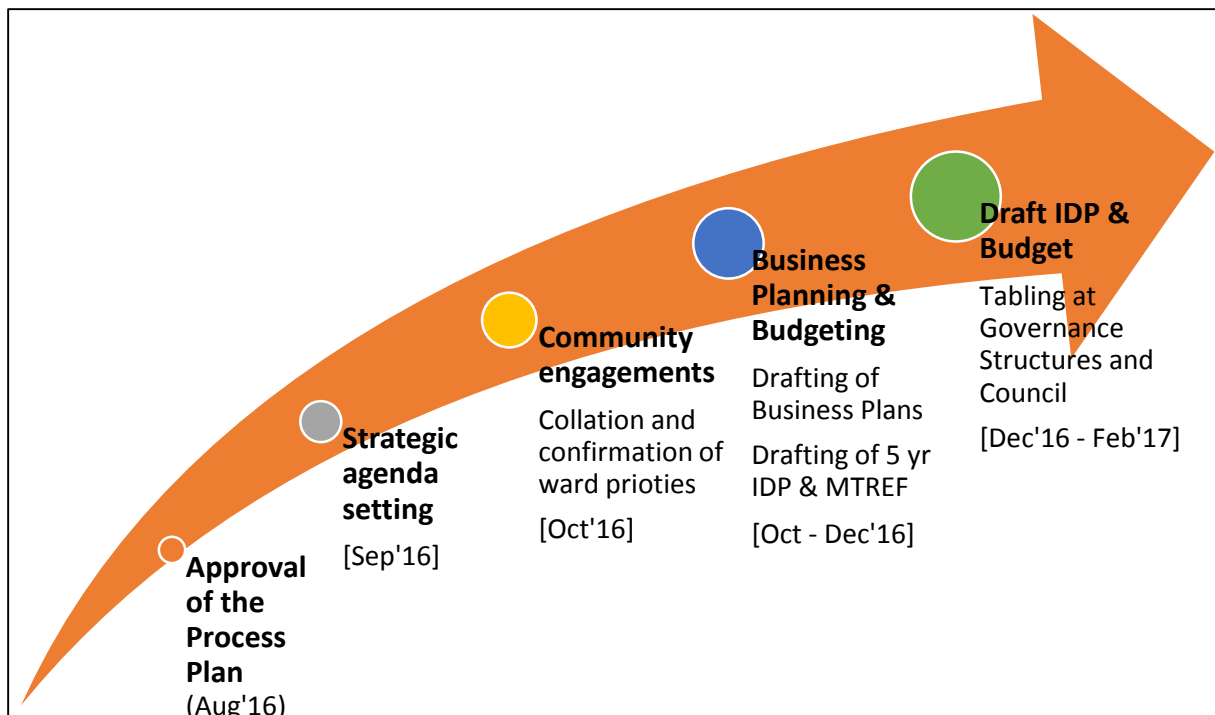 Approval
of the
Process
Plan
(Aug'16)
Strategic
agenda
setting
[Sep'16]
Community
engagements
Collation and
confirmation of
ward prioties
[Oct'16]
Business
Planning &
Budgeting
Drafting of
Business Plans
Drafting of 5 yr
IDP & MTREF
[Oct - Dec'16]
Draft IDP &
Budget
Tabling at
Governance
Structures and
Council
[Dec'16 - Feb'17]